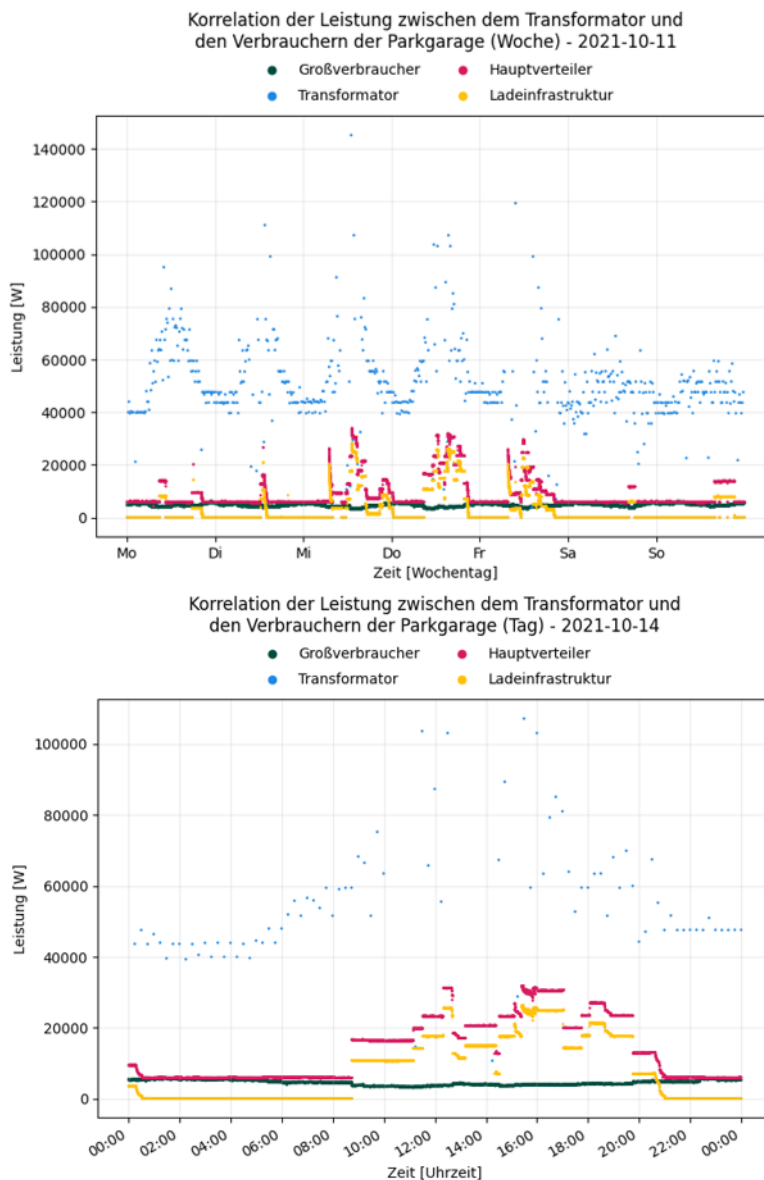 Korrelation der Leistung zwischen dem Transformator und
den Verbrauchern der Parkgarage (Woche) - 2021-10-11
Großverbraucher
Hauptverteiler
Transformator
Ladeinfrastruktur
Leistung [W]
140000
120000
100000
80000
60000
40000
20000
0
Mo Di Mi Do Fr Sa So
Zeit [Wochentag]
Korrelation der Leistung zwischen dem Transformator und
den Verbrauchern der Parkgarage (Tag) - 2021-10-14
Großverbraucher
Hauptverteiler
Transformator
Ladeinfrastruktur
Leistung [W]
100000
80000
60000
40000
20000
0
00:00 02:00 04:00 06:00 08:00 10:00 12:00 14:00 16:00 18:00 20:00 22:00 00:00
Zeit [Uhrzeit]